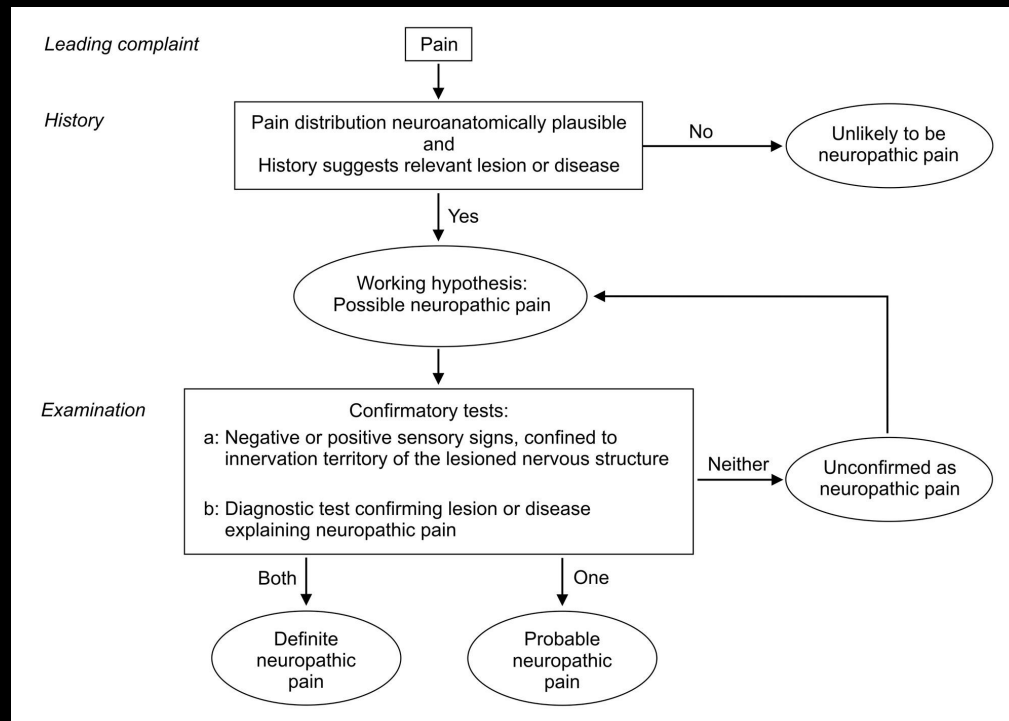 Leading complaint
Pain
History
Pain distribution neuroanatomically plausible
and
History suggests relevant lesion or disease
No
Unlikely to be
neuropathic pain
Yes
Working hypothesis:
Possible neuropathic pain
Examination
Confirmatory tests:
a: Negative or positive sensory signs, confined to
innervation territory of the lesioned nervous structure
b: Diagnostic test confirming lesion or disease
explaining neuropathic pain
Neither
Unconfirmed as
neuropathic pain
Both
One
Definite
neuropathic
pain
Probable
neuropathic
pain